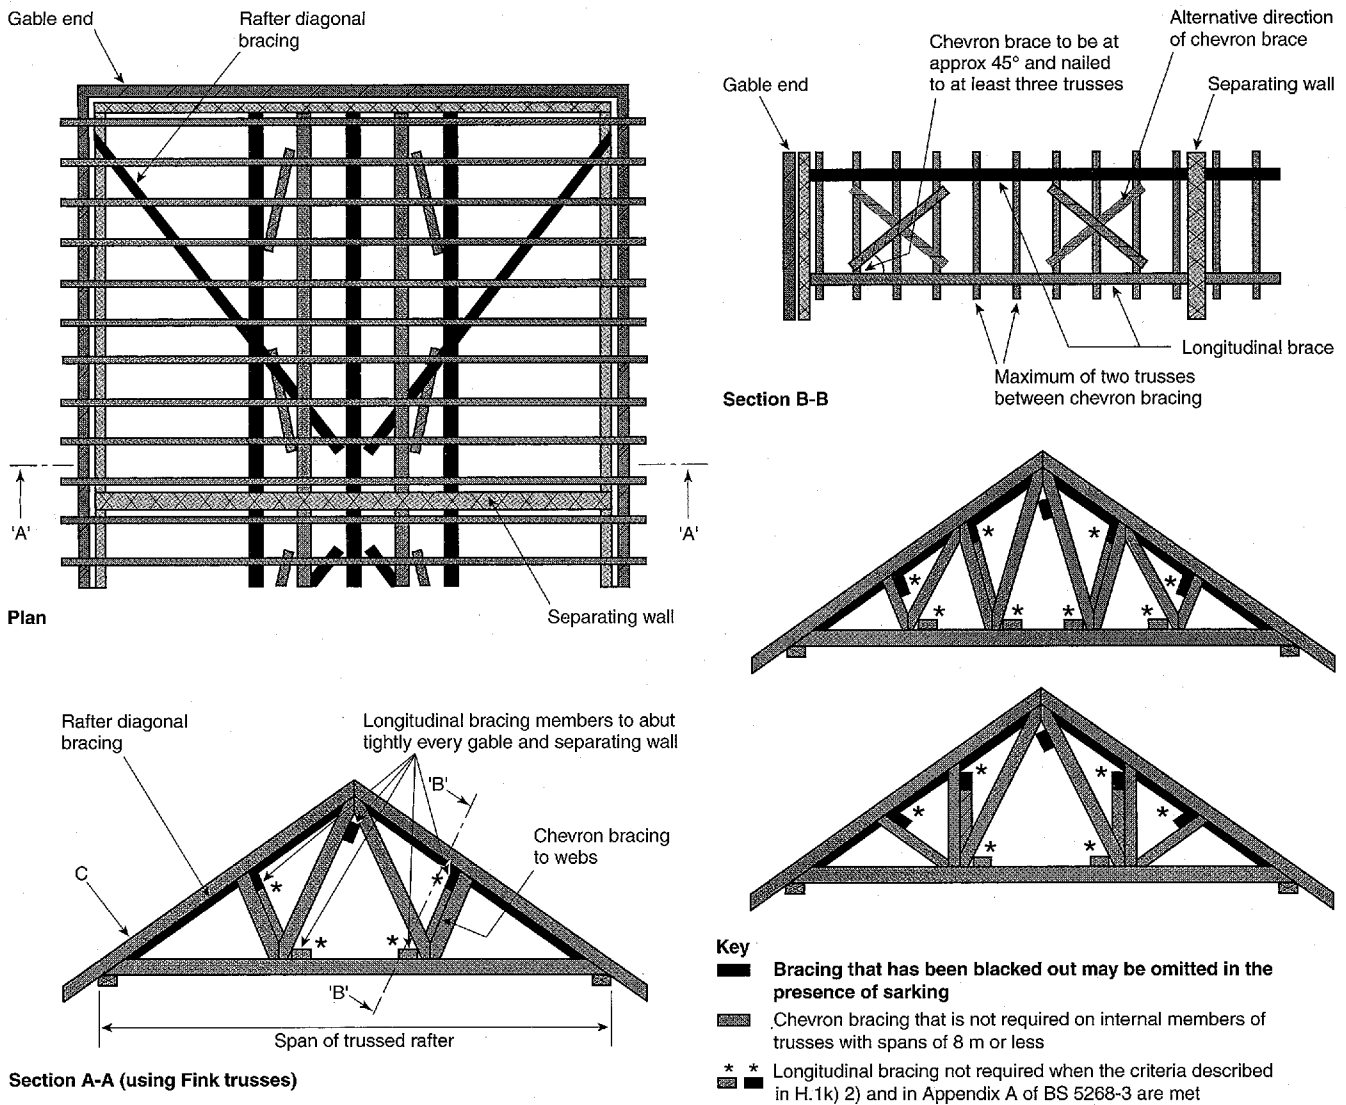 Gable end
Rafter diagonal
bracing
'A'
'A'
Separating wall
Plan
Chevron brace to be at
approx 45° and nailed
to at least three trusses
Alternative direction
of chevron brace
Gable end
Separating wall
Longitudinal brace
Maximum of two trusses
between chevron bracing
Section B-B
Rafter diagonal
bracing
Longitudinal bracing members to abut
tightly every gable and separating wall
'B'
Chevron bracing
to webs
C
*
*
*
*
'B'
Span of trussed rafter
Section A-A (using Fink trusses)
* *
* *
* * * *
* *
* *
* *
Key
Bracing that has been blacked out may be omitted in the
presence of sarking
Chevron bracing that is not required on internal members of
trusses with spans of 8 m or less
* * Longitudinal bracing not required when the criteria described
in H.1k) 2) and in Appendix A of BS 5268-3 are met